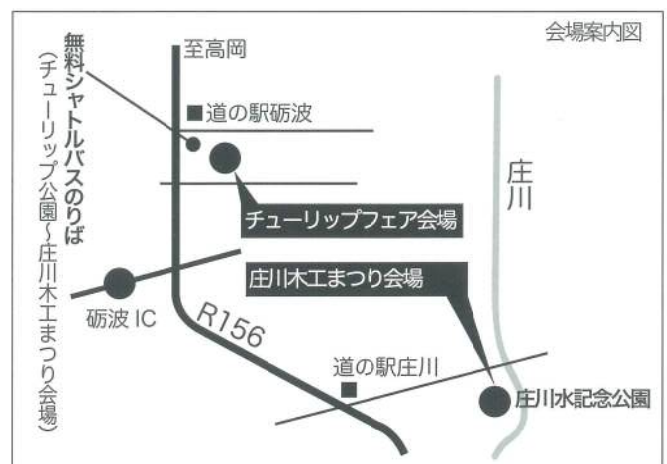 会場案内図
無料シャトルバスのりば
（チューリップ公園～庄川木工まつり会場）
至高岡
■道の駅砺波
チューリップフェア会場
庄川
庄川木工まつり会場
砺波 IC
R156
道の駅庄川
庄川水記念公園